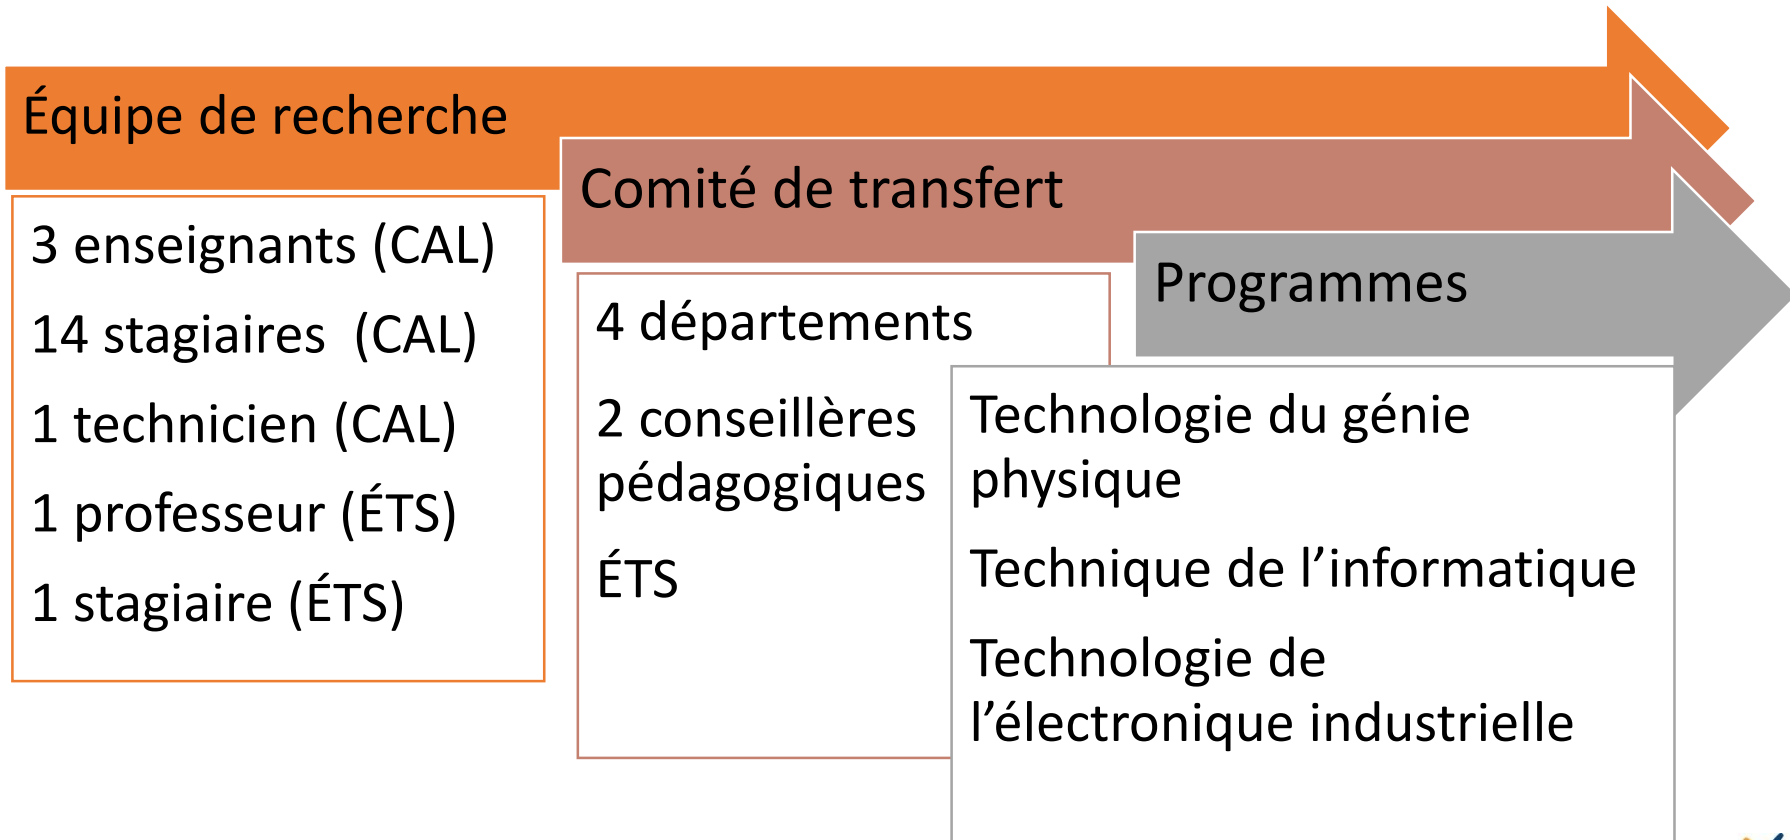 Équipe de recherche
3 enseignants (CAL)
14 stagiaires (CAL)
1 technicien (CAL)
1 professeur (ÉTS)
1 stagiaire (ÉTS)
Comité de transfert
4 départements
2 conseillères
pédagogiques
ÉTS
Programmes
Technologie du génie
physique
Technique de l’informatique
Technologie de
l’électronique industrielle